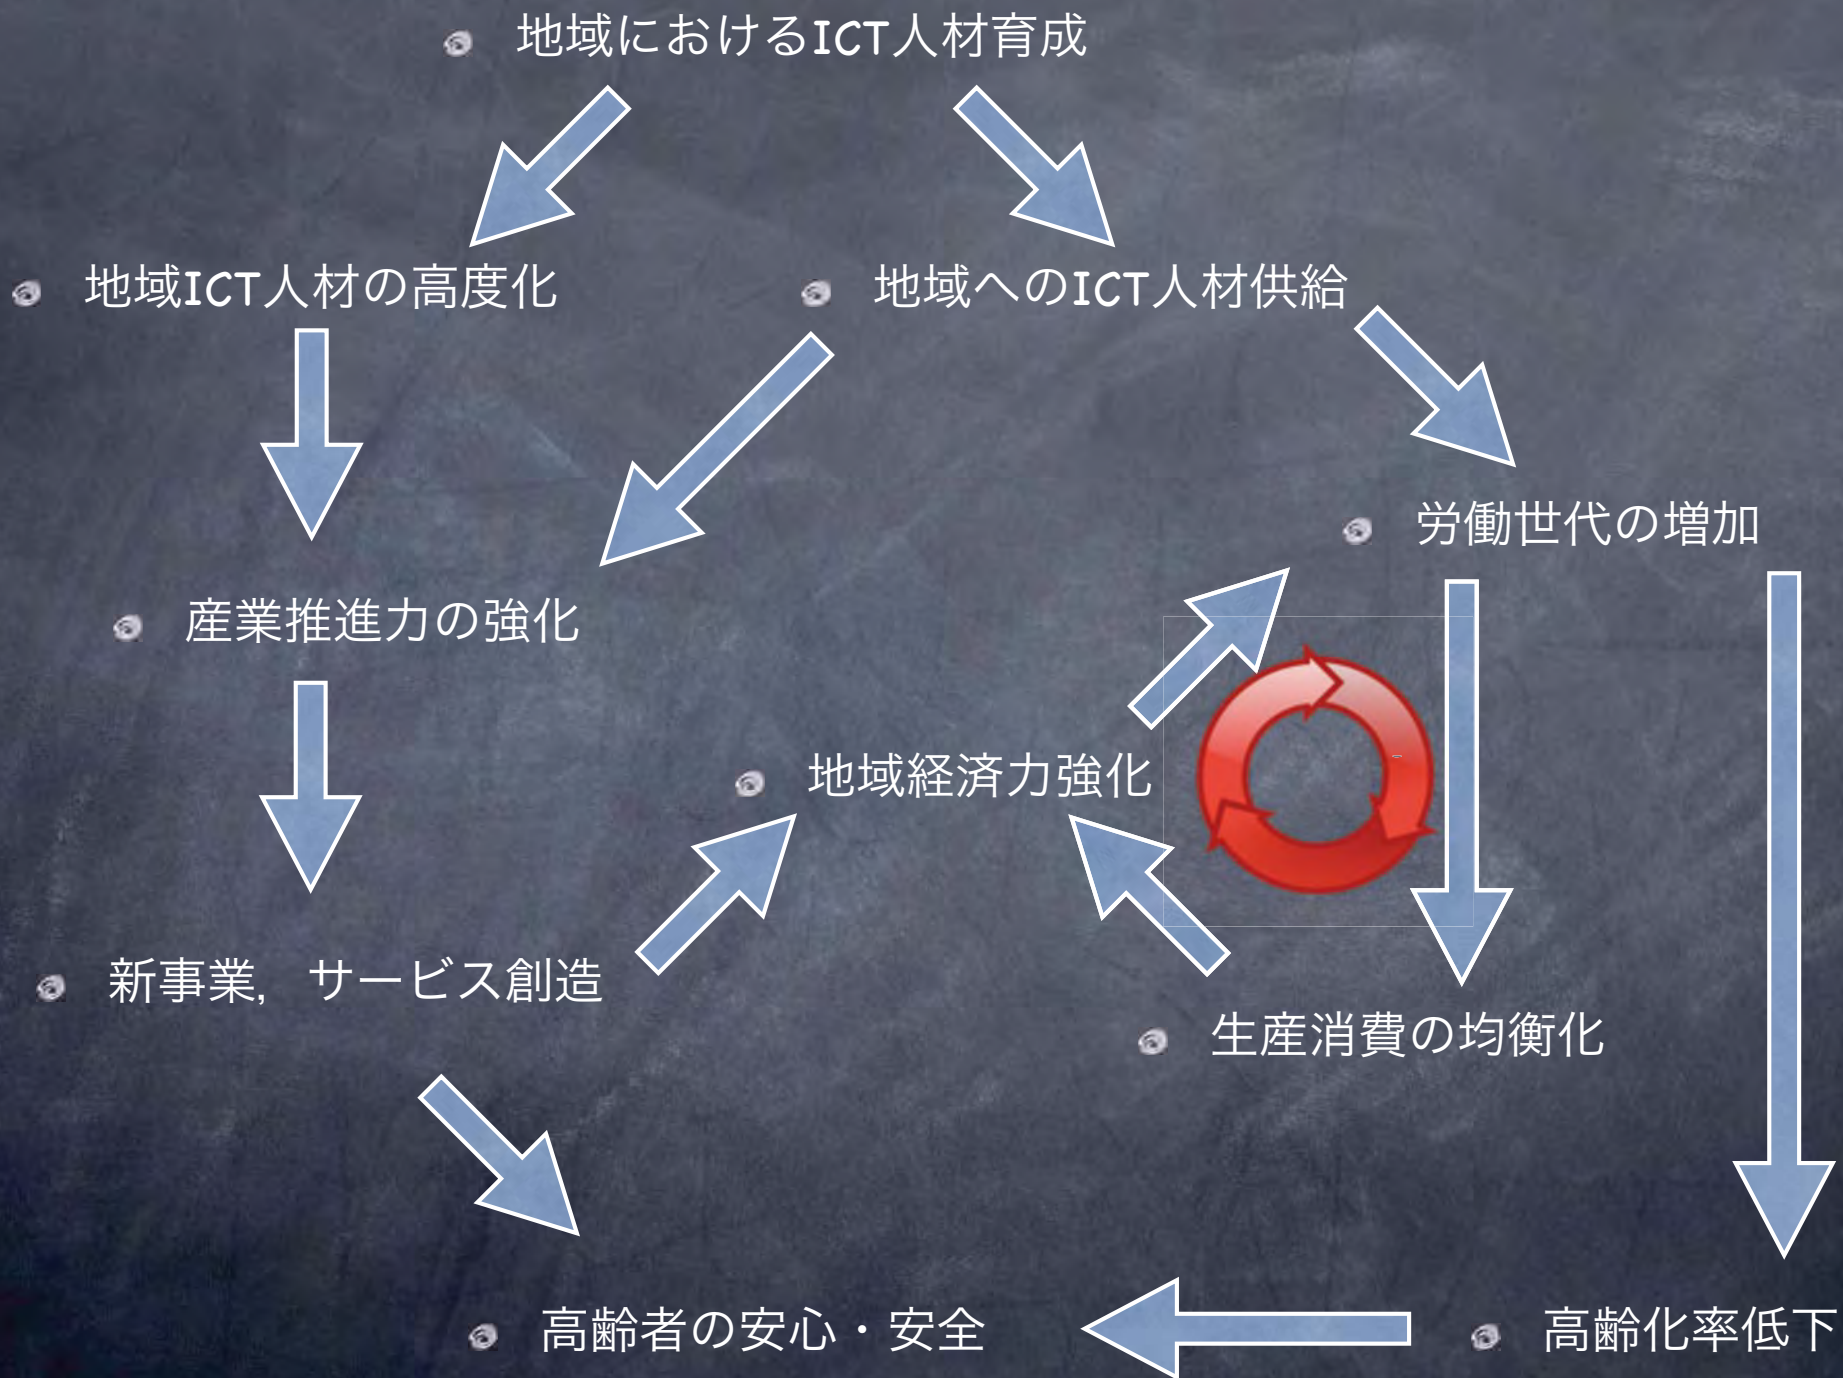 地域におけるICT人材育成
地域ICT人材の高度化
地域へのICT人材供給
労働世代の増加
産業推進力の強化
地域経済力強化
新事業,　サービス創造
生産消費の均衡化
高齢者の安心・安全
高齢化率低下